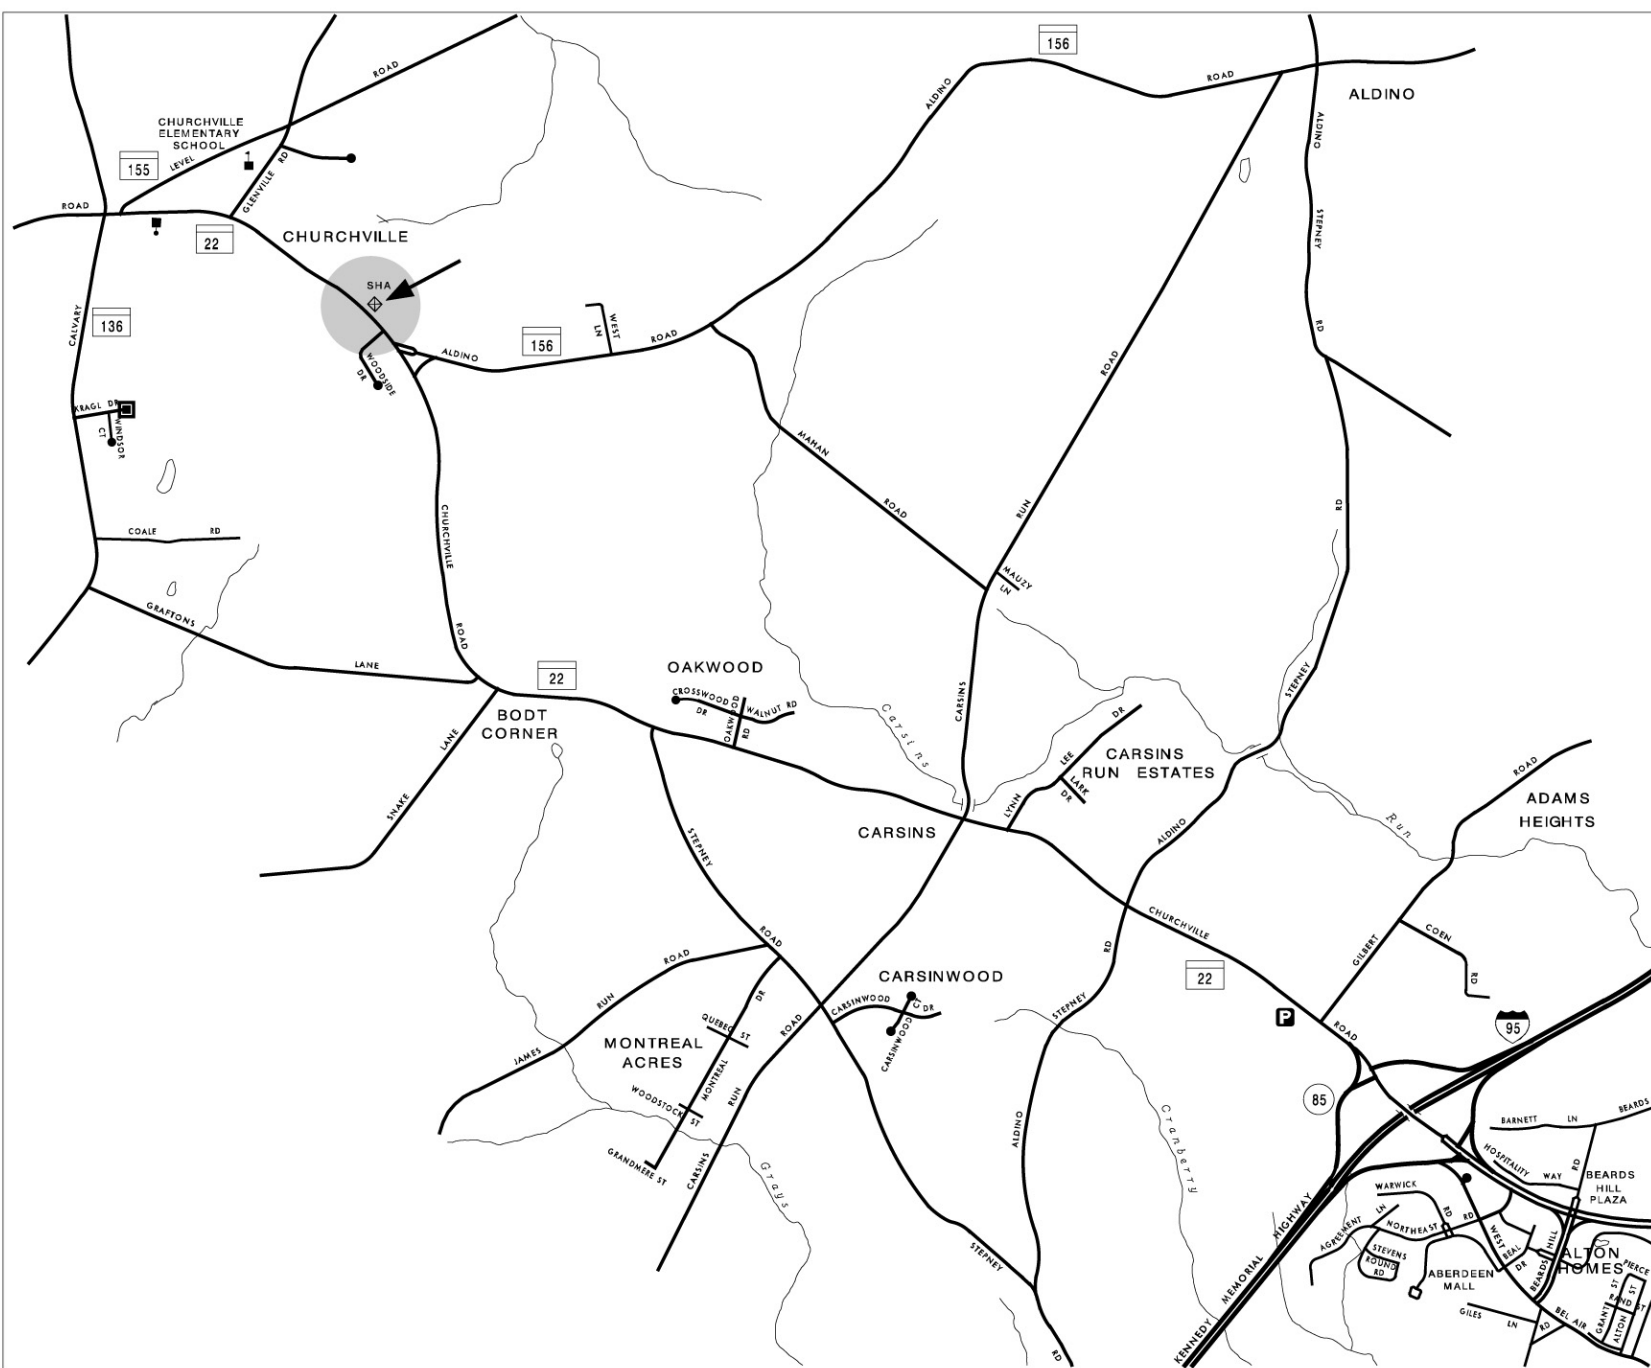 156
ROAD
ALDINO
ROAD
ALDINO
CHURCHVILLE
ELEMENTARY
SCHOOL
155
LEVEL
GLENVILLE RD
ROAD
22
CHURCHVILLE
ALDINO
STEPNEY
RD
SHA
CALVARY
136
WOODSIDE
DR
ALDINO
156
WEST
LN
ROAD
KRAGL DR
WINDSOR
CT
MAHAN
ROAD
ROAD
RUN
RD
COALE RD
CHURCHVILLE
ROAD
MAUZY
LN
GRAFTONS
LANE
22
OAKWOOD
CROSSWOOD
DR
OAKWOOD
RD
WALNUT RD
CARSINS
STEPNEY
BODT
CORNER
LANE
SNAKE
Carsins
LYNN
LEE
DR
LARK
DR
CARSINS
RUN ESTATES
ALDINO
Run
ROAD
ADAMS
HEIGHTS
CARSINS
STEPNEY
ROAD
CHURCHVILLE
22
RD
GILBERT
COEN
RD
ROAD
RUN
JAMES
CARSINWOOD
CARSINWOOD
DR
CARSINWOOD
CT
ROAD
STEPNEY
P
ROAD
95
MONTREAL
ACRES
DR
QUEBEC ST
MONTREAL
WOODSTOCK
ST
GRANDMERE ST
RUN
CARSINS
Grays
ALDINO
Cranberry
85
BARNETT LN
BEARDS
HOSPITALITY
WAY
RD
BEARDS
HILL
PLAZA
WARWICK
RD
AGREEMENT
LN
NORTHEAST
RD
STEVENS
ROUND
RD
WEST
BEAL
DR
BEARDS
HILL
ALTON
HOMES
PIERCE
ABERDEEN
MALL
GILES
LN
RD
BEL AIR
GRANT
ST
RAND ST
ALTON
ST
STEPNEY
RD
KENNEDY
MEMORIAL
HIGHWAY